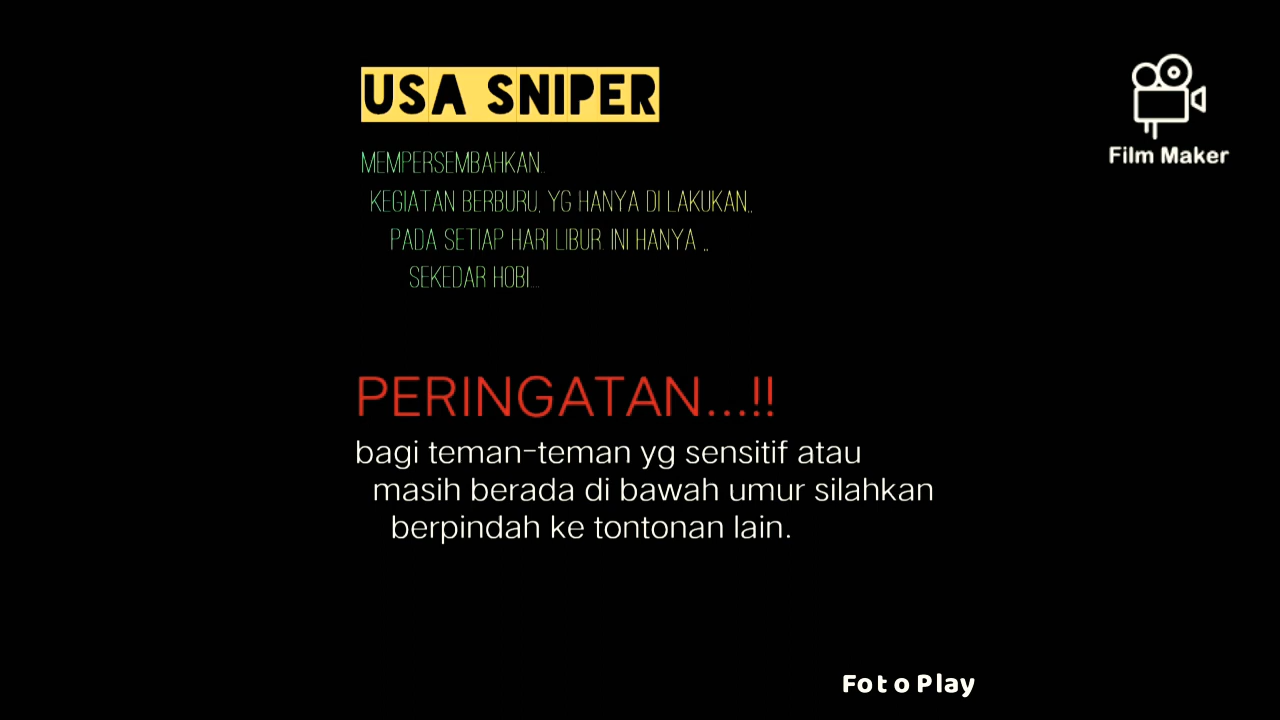 USA SNIPER
MEMPERSEMBAHKAN..
KEGIATAN BERBURU, YG HANYA DI LAKUKAN,,
PADA SETIAP HARI LIBUR. INI HANYA ,,
SEKEDAR HOBI....
PERINGATAN...!!
bagi teman-teman yg sensitif atau
masih berada di bawah umur silahkan
berpindah ke tontonan lain.
Film Maker
Foto Play